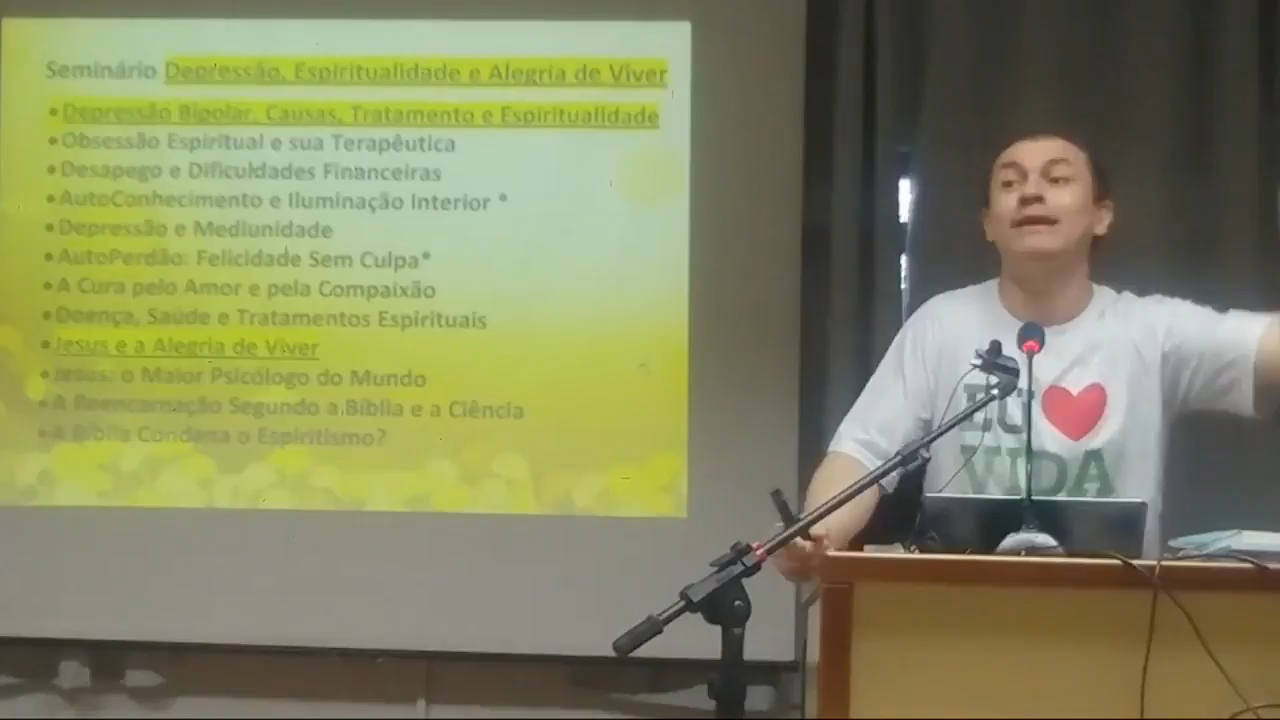 Seminário Depressão, Espiritualidade e Alegria de Viver
•Depressão Bipolar, Causas, Tratamento e Espiritualidade
•Obsessão Espiritual e sua Terapêutica
•Desapego e Dificuldades Financeiras
•AutoConhecimento e Iluminação Interior *
•Depressão e Mediunidade
•AutoPerdão: Felicidade Sem Culpa*
•A Cura pelo Amor e pela Compaixão
•Doença, Saúde e Tratamentos Espirituais
•Jesus e a Alegria de Viver
•Jesus: o Maior Psicólogo do Mundo
•A Reencarnação Segundo a Bíblia e a Ciência
•A Bíblia Condena o Espiritismo?
EU
VIDA